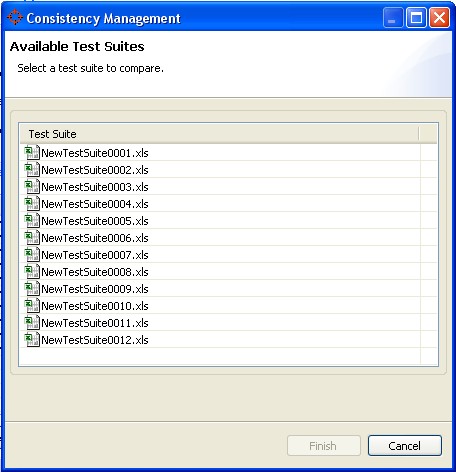 Consistency Management
Available Test Suites
Select a test suite to compare.
Test Suite
NewTestSuite0001.xls
NewTestSuite0002.xls
NewTestSuite0003.xls
NewTestSuite0004.xls
NewTestSuite0005.xls
NewTestSuite0006.xls
NewTestSuite0007.xls
NewTestSuite0008.xls
NewTestSuite0009.xls
NewTestSuite0010.xls
NewTestSuite0011.xls
NewTestSuite0012.xls
Finish Cancel